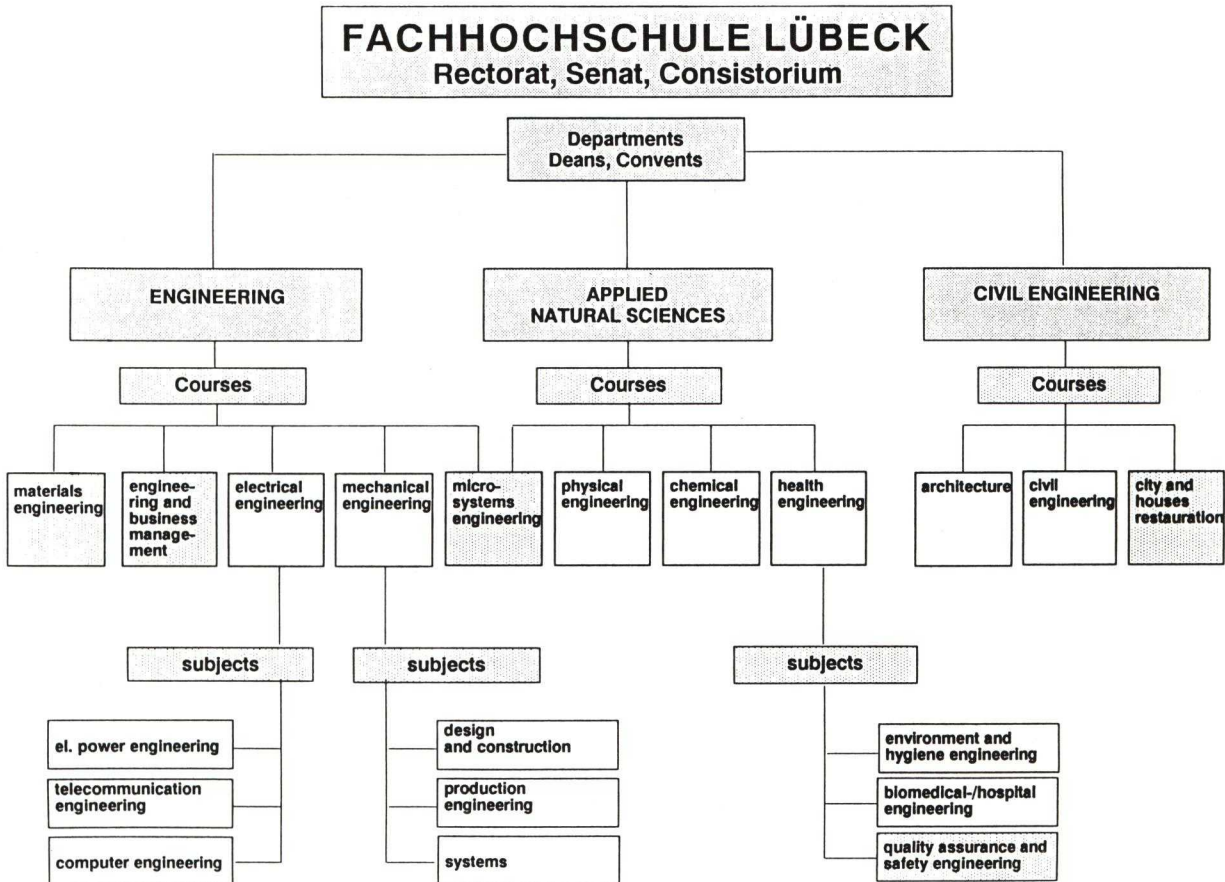 FACHHOCHSCHULE LÜBECK
Rectorat, Senat, Consistorium
Departments
Deans, Convents
ENGINEERING
APPLIED
NATURAL SCIENCES
CIVIL ENGINEERING
Courses
Courses
Courses
materials
engineering
enginee-
ring and
business
manage-
ment
electrical
engineering
mechanical
engineering
micro-
systems
engineering
physical
engineering
chemical
engineering
health
engineering
architecture
civil
engineering
city and
houses
restauration
subjects
subjects
subjects
el. power engineering
telecommunication
engineering
computer engineering
design
and construction
production
engineering
systems
environment and
hygiene engineering
biomedical-/hospital
engineering
quality assurance and
safety engineering